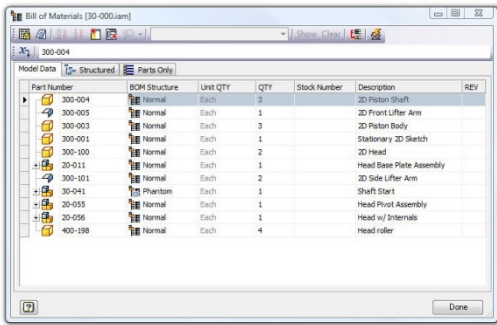 Bill of Materials [30-000.iam]
Show Clear
300-004
Model Data Structured Parts Only
Part Number BOM Structure Unit QTY QTY Stock Number Description REV
300-004 Normal Each 3 2D Piston Shaft
300-005 Normal Each 1 2D Front Lifter Arm
300-003 Normal Each 3 2D Piston Body
300-001 Normal Each 1 Stationary 2D Sketch
300-100 Normal Each 2 2D Head
20-011 Normal Each 1 Head Base Plate Assembly
300-101 Normal Each 2 2D Side Lifter Arm
30-041 Phantom Each 1 Shaft Start
20-055 Normal Each 1 Head Pivot Assembly
20-056 Normal Each 1 Head w/ Internals
400-198 Normal Each 4 Head roller
Done